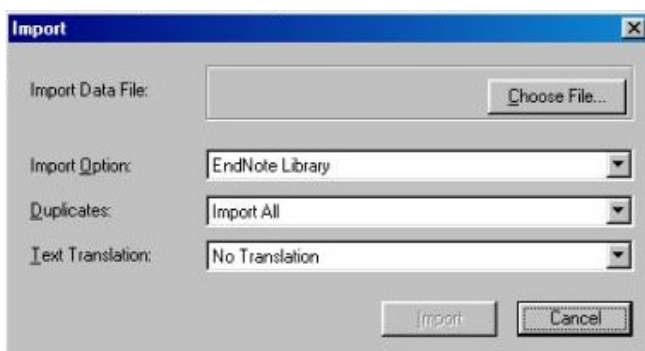 Import
Import Data File:
Choose File...
Import Option: EndNote Library
Duplicates: Import All
Text Translation: No Translation
Import Cancel